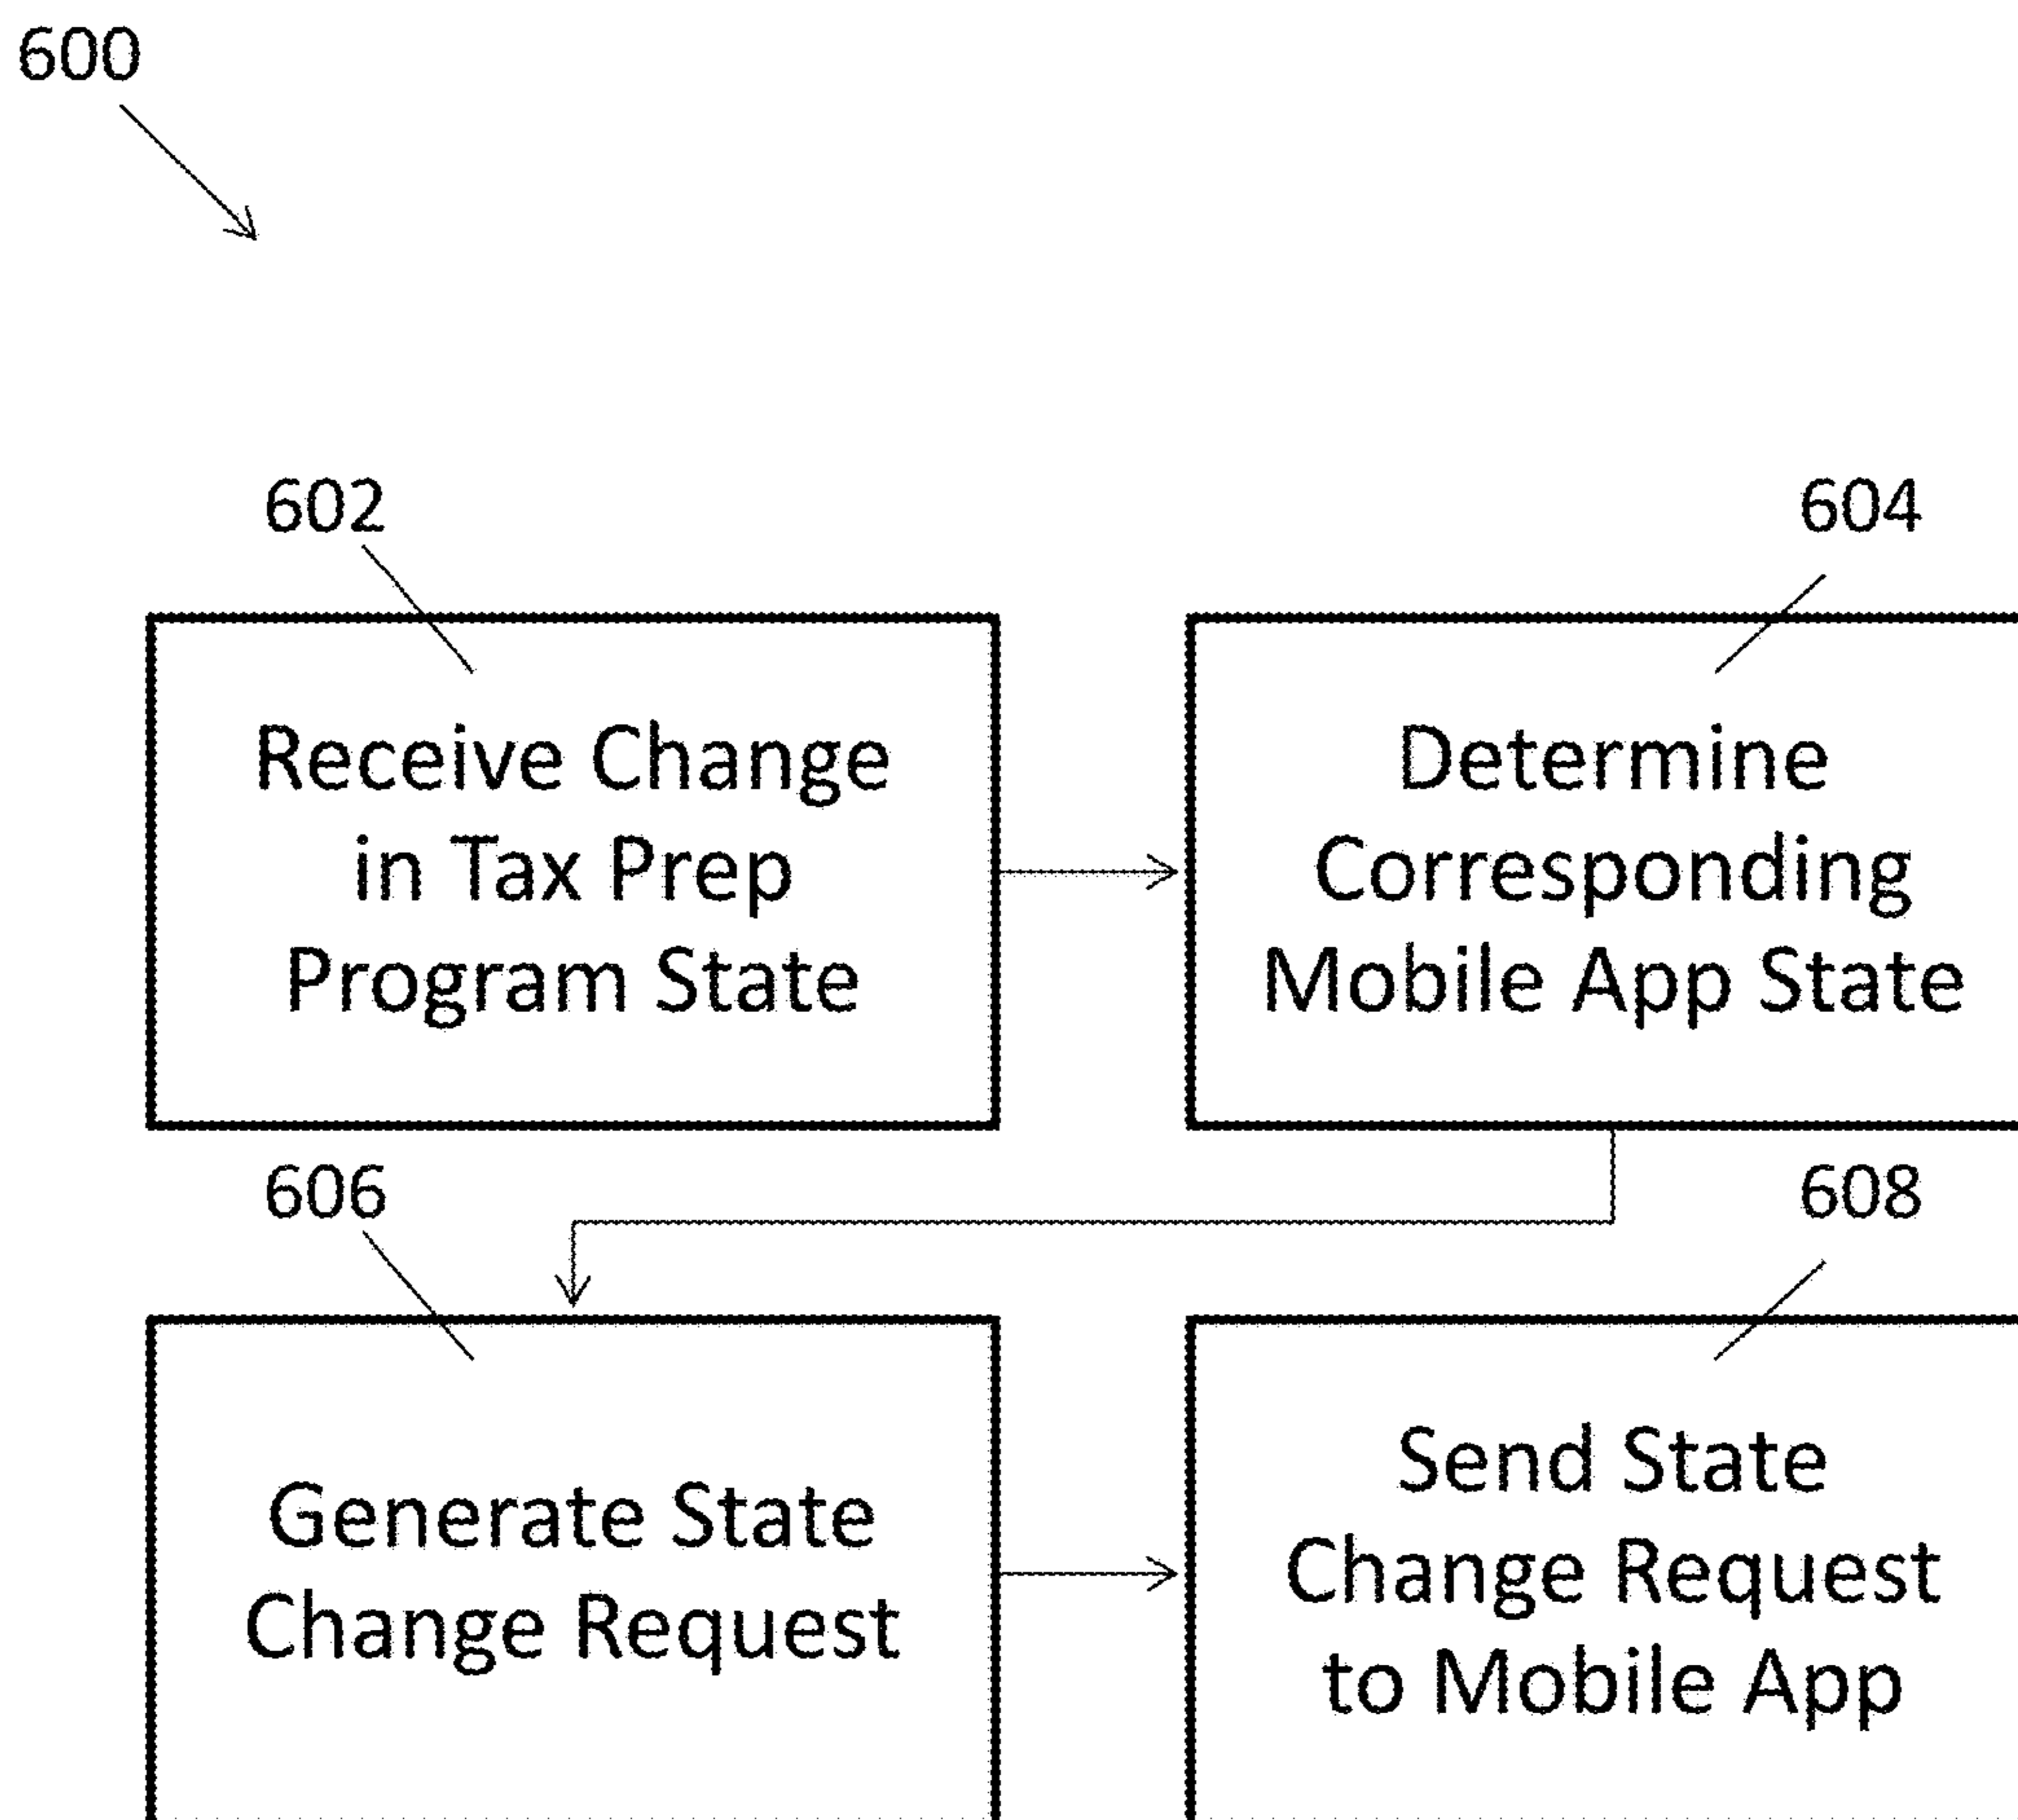 600
602
604
Receive Change
in Tax Prep
Program State
Determine
Corresponding
Mobile App State
606
608
Generate State
Change Request
Send State
Change Request
to Mobile App